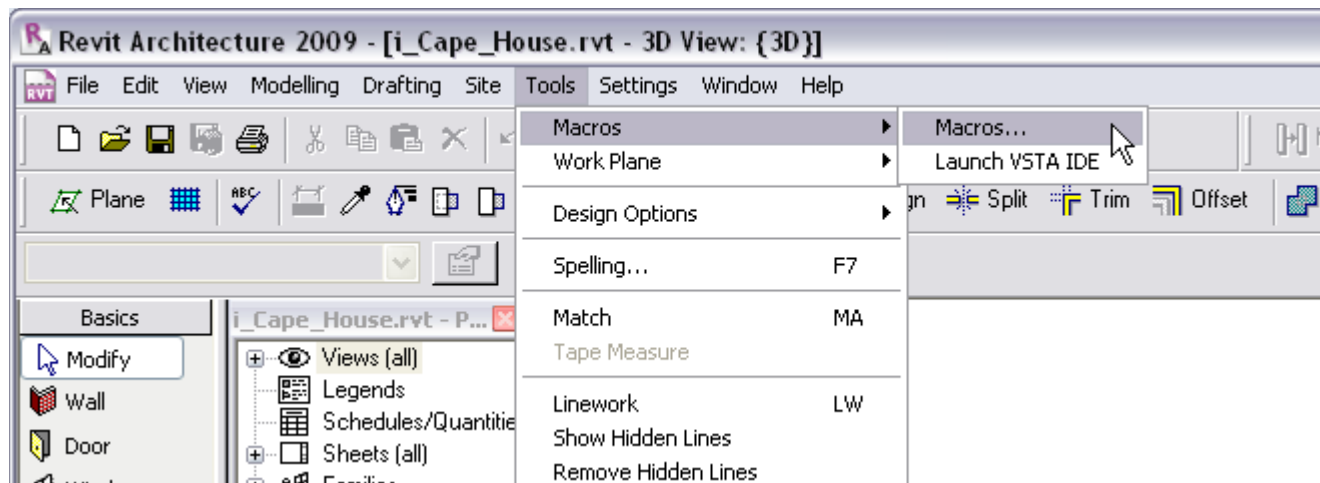 Revit Architecture 2009 - [i_Cape_House.rvt - 3D View: {3D}]
File Edit View Modelling Drafting Site Tools Settings Window Help
Macros
Macros...
Work Plane
Launch VSTA IDE
Plane
Split Trim Offset
Design Options
Spelling... F7
Basics
i_Cape_House.rvt - P...
Match MA
Modify
Views (all)
Tape Measure
Wall
Legends
Linework LW
Schedules/Quantitie
Door
Show Hidden Lines
Sheets (all)
Remove Hidden Lines